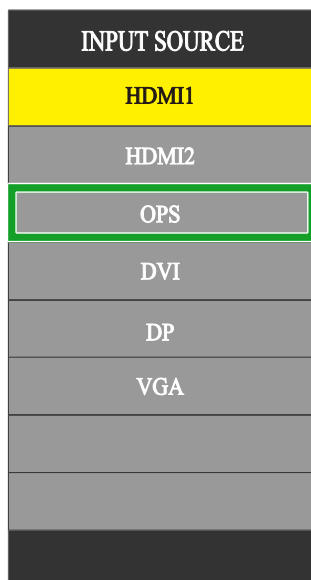 INPUT SOURCE
HDMI1
HDMI2
OPS
DVI
DP
VGA